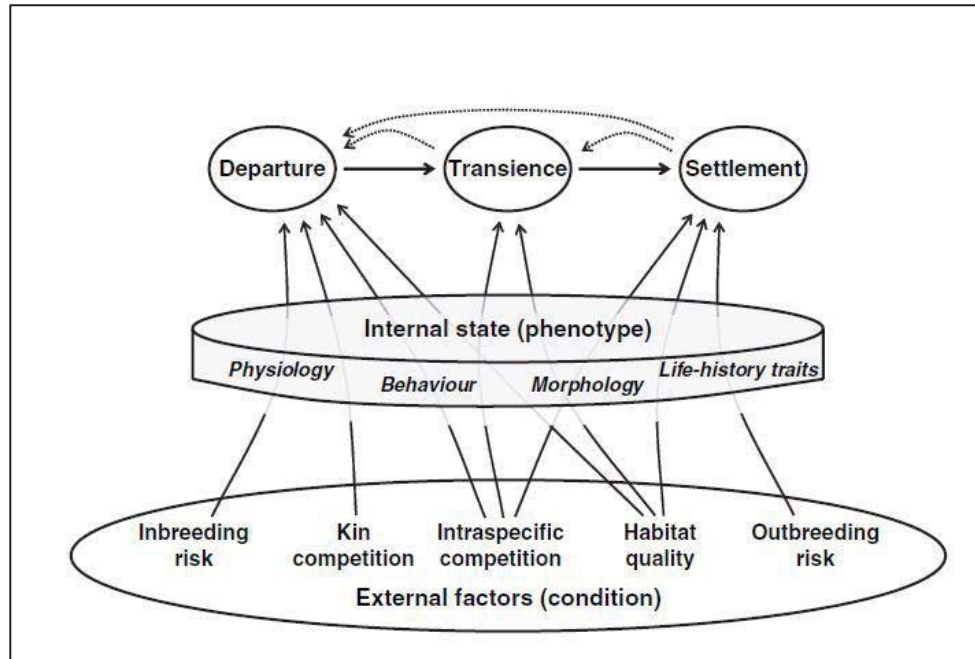 Departure Transience Settlement
Internal state (phenotype)
Physiology Behaviour Morphology Life-history traits
Inbreeding Kin Intraspecific Habitat Outbreeding
risk competition competition quality risk
External factors (condition)